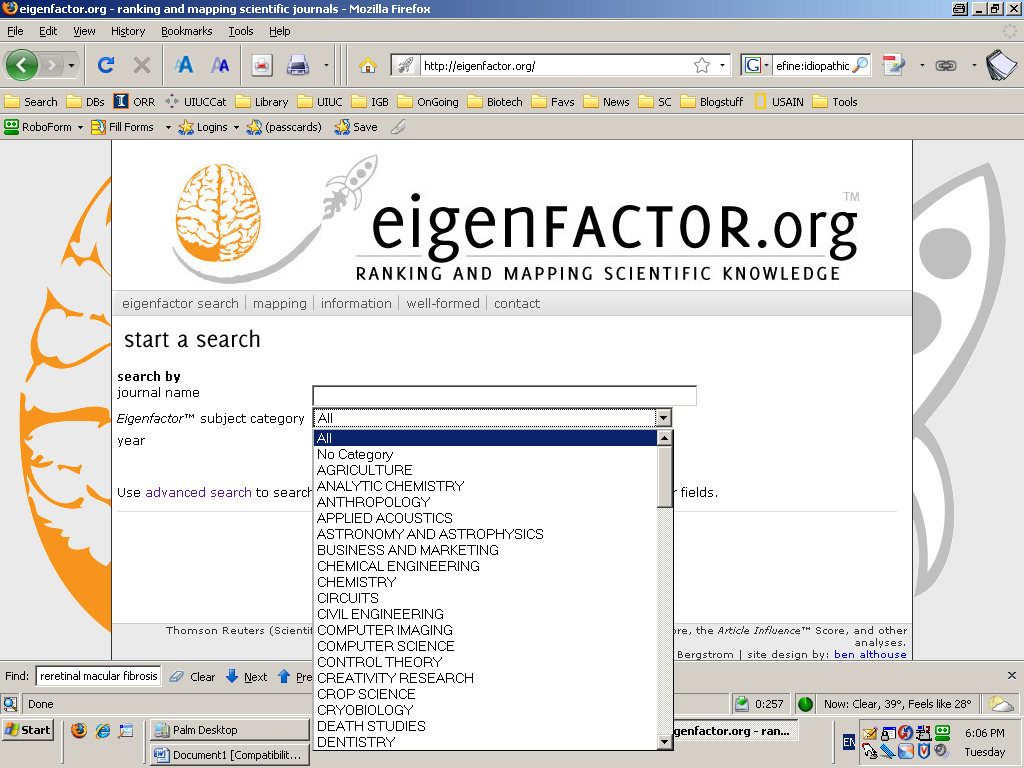 eigenfactor.org - ranking and mapping scientific journals - Mozilla Firefox
File Edit View History Bookmarks Tools Help
http://eigenfactor.org/ G efine:idiopathic
Search DBs I ORR UIUCCat Library UIUC IGB OnGoing Biotech Favs News SC Blogstuff USAIN Tools
RoboForm Fill Forms Logins (passcards) Save
eigenFACTOR.org™
RANKING AND MAPPING SCIENTIFIC KNOWLEDGE
eigenfactor search | mapping | information | well-formed | contact
start a search
search by
journal name
Eigenfactor™ subject category All
year
All
No Category
AGRICULTURE
ANALYTIC CHEMISTRY
ANTHROPOLOGY
APPLIED ACOUSTICS
ASTRONOMY AND ASTROPHYSICS
BUSINESS AND MARKETING
CHEMICAL ENGINEERING
CHEMISTRY
CIRCUITS
CIVIL ENGINEERING
COMPUTER IMAGING
COMPUTER SCIENCE
CONTROL THEORY
CREATIVITY RESEARCH
CROP SCIENCE
CRYOBIOLOGY
DEATH STUDIES
DENTISTRY
Use advanced search to search r fields.
Thomson Reuters (Scientif re, the Article Influence™ Score, and other
analyses.
Bergstrom | site design by: ben althouse
Find: reretinal macular fibrosis Clear Next Pre
Done 0:257 Now: Clear, 39°, Feels like 28°
Start Palm Desktop genfactor.org - ran... EN 6:06 PM
Document1 [Compatibilit... Tuesday